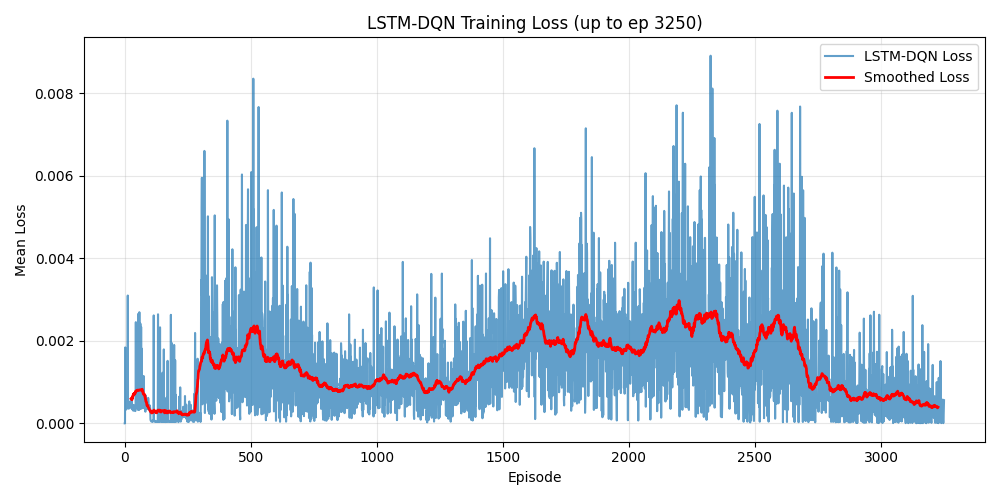 LSTM-DQN Training Loss (up to ep 3250)
LSTM-DQN Loss
Smoothed Loss
Mean Loss
0.008
0.006
0.004
0.002
0.000
0
500
1000
1500
2000
2500
3000
Episode